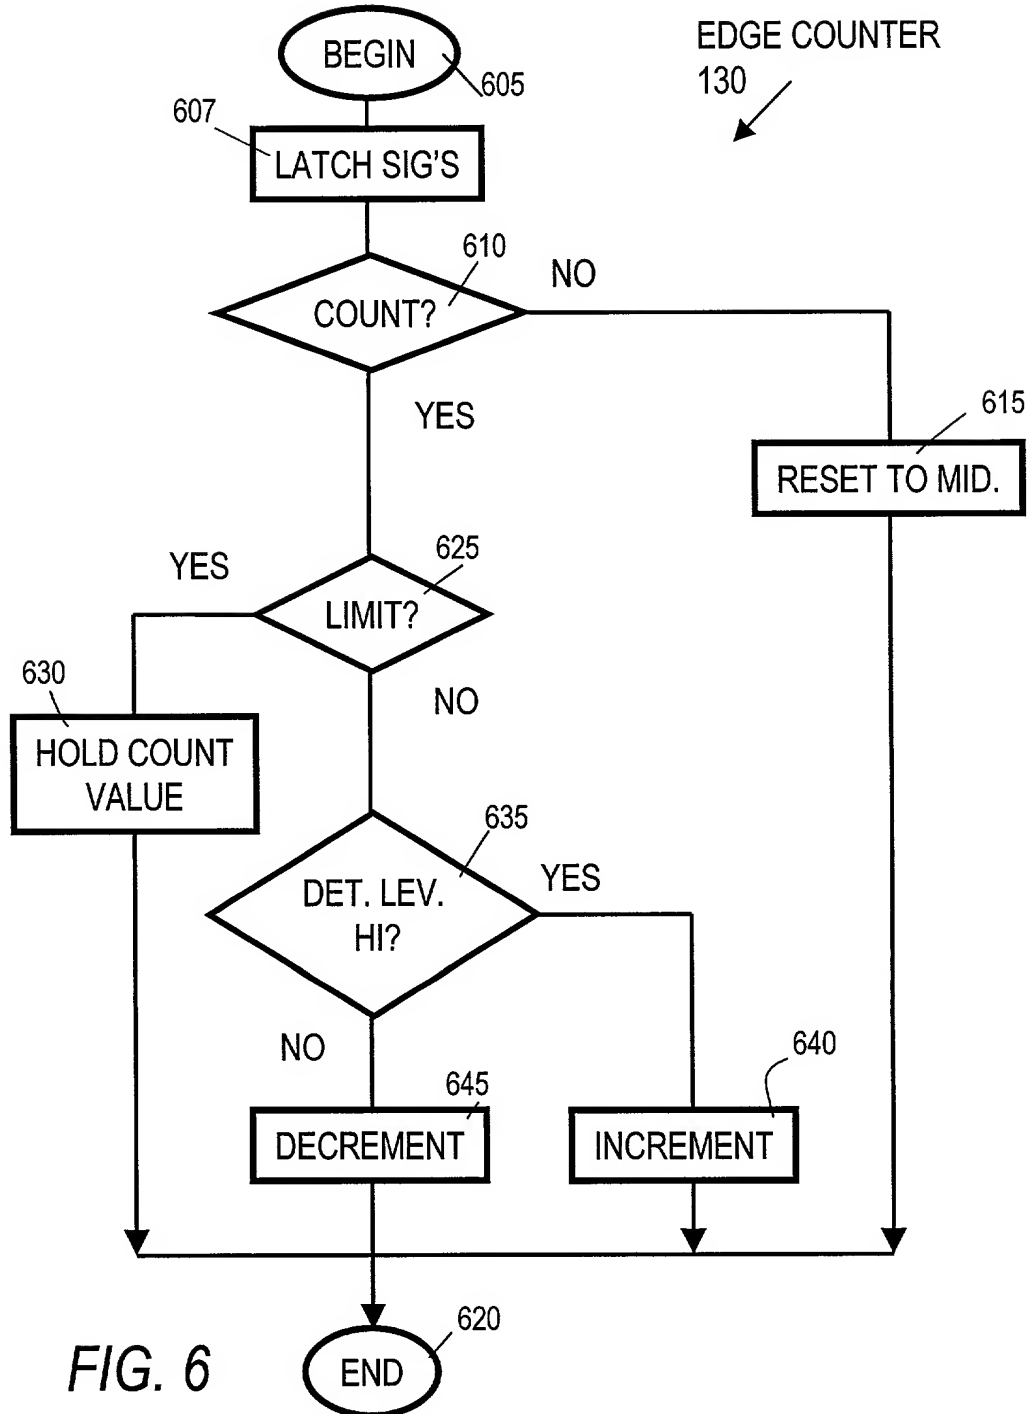 EDGE COUNTER
130
BEGIN
605
607
LATCH SIG'S
610
COUNT?
NO
YES
615
RESET TO MID.
625
YES
LIMIT?
630
NO
HOLD COUNT
VALUE
635
YES
DET. LEV.
HI?
NO
640
645
DECREMENT
INCREMENT
620
END
FIG. 6